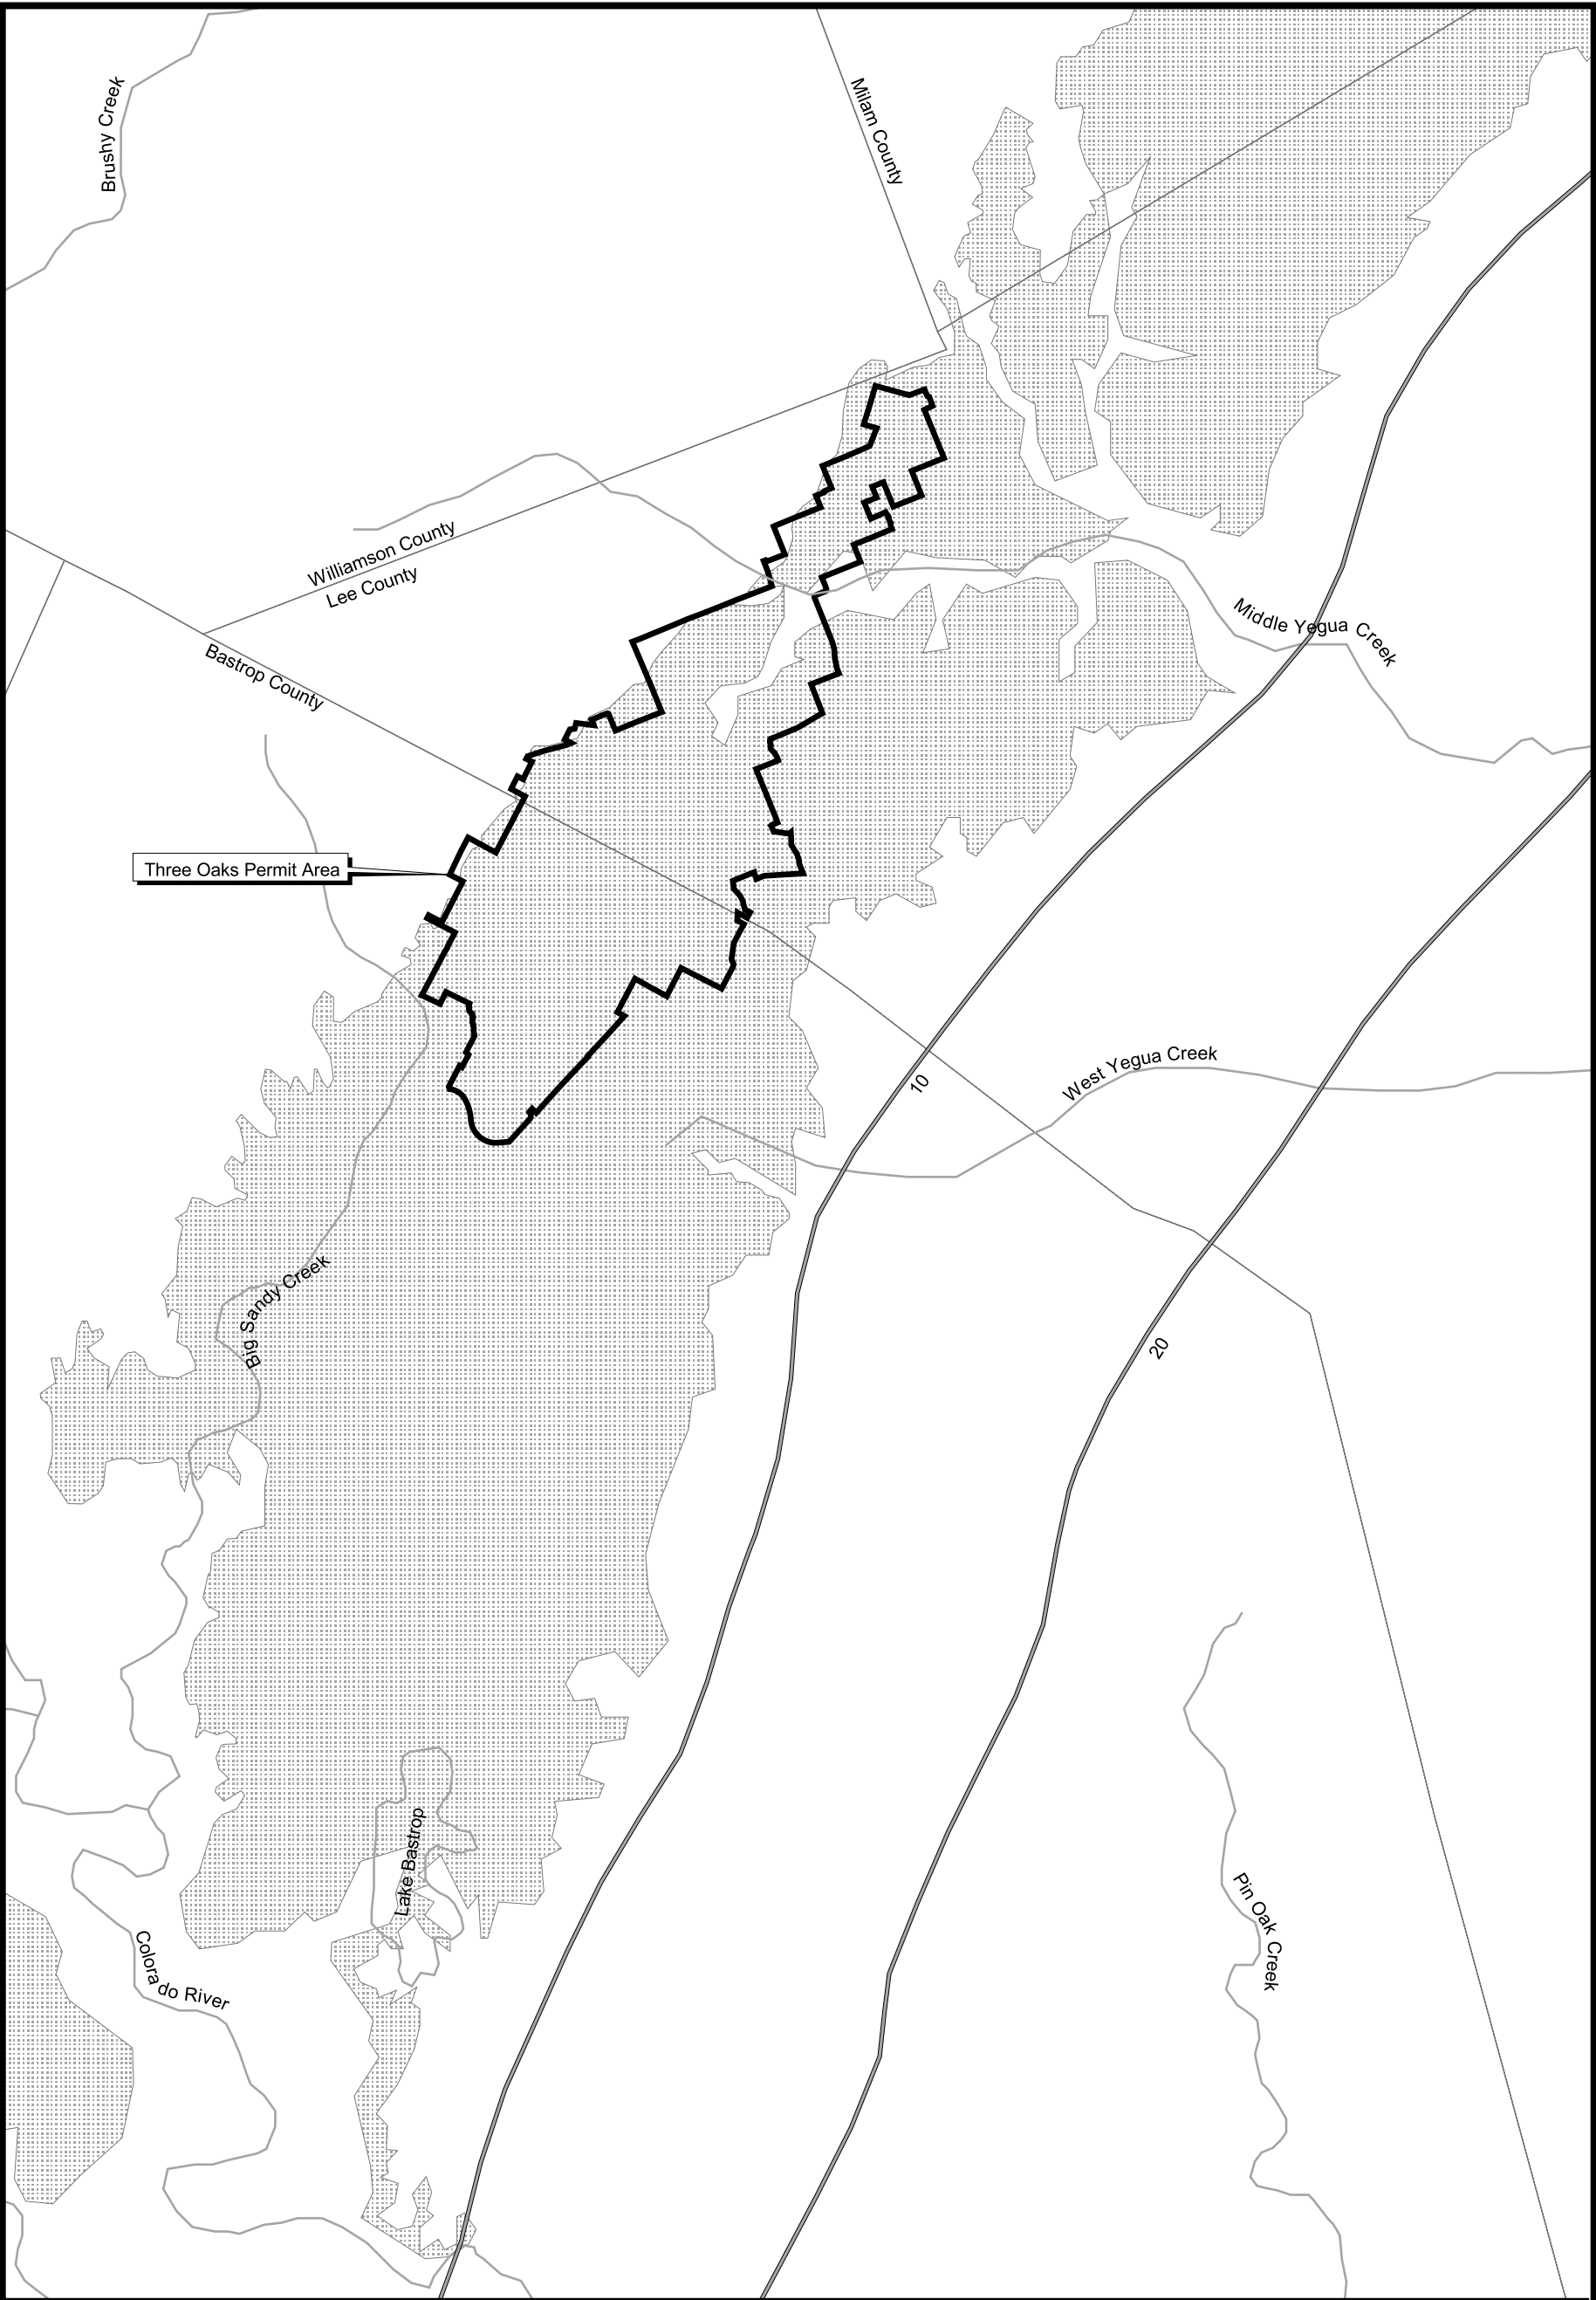 Brushy Creek
Milam County
Williamson County
Lee County
Bastrop County
Middle Yegua Creek
Three Oaks Permit Area
West Yegua Creek
10
Big Sandy Creek
20
Lake Bastrop
Pin Oak Creek
Colorado River